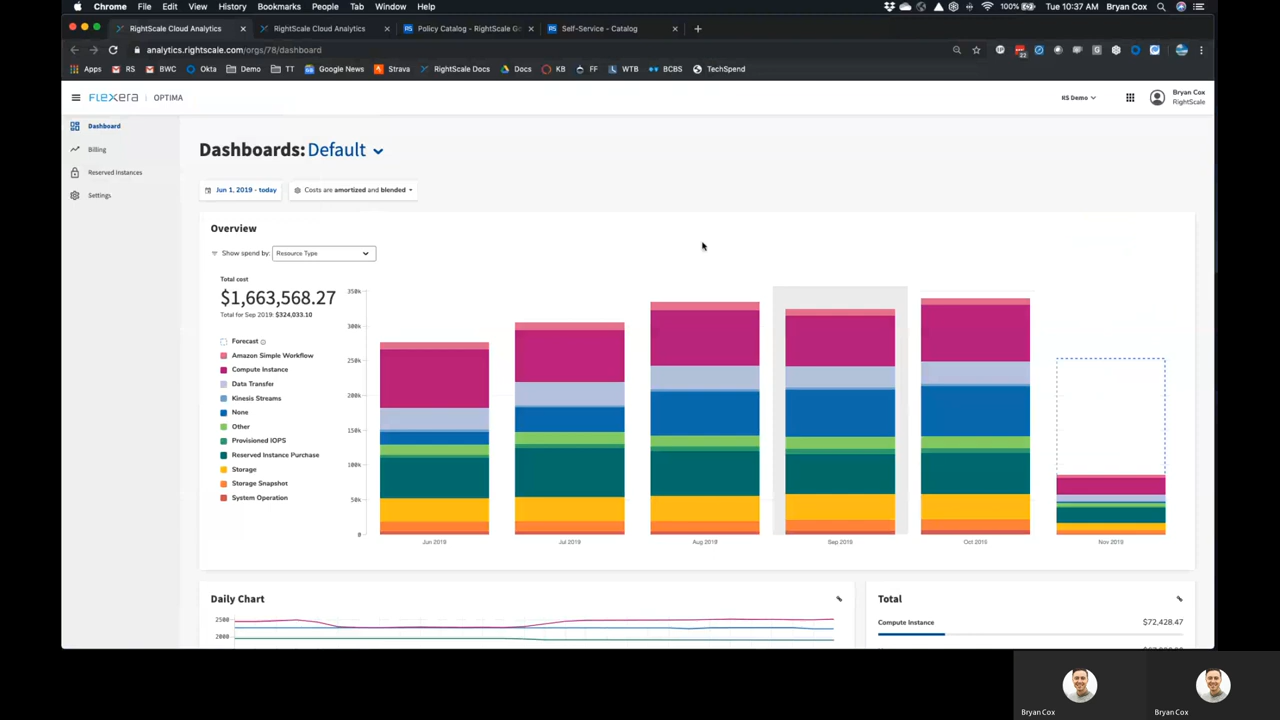 Chrome File Edit View History Bookmarks People Tab Window Help 100% Tue 10:37 AM Bryan Cox
RightScale Cloud Analytics RightScale Cloud Analytics Policy Catalog - RightScale Go Self-Service - Catalog
analytics.rightscale.com/orgs/78/dashboard
Apps RS BWC Okta Demo TT Google News Strava RightScale Docs Docs KB FF WTB BCBS TechSpend
FLEXERA OPTIMA RS Demo Bryan Cox
RightScale
Dashboard
Billing
Reserved Instances
Settings
Dashboards: Default
Jun 1, 2019 - today Costs are amortized and blended
Overview
Show spend by: Resource Type
Total cost
$1,663,568.27
Total for Sep 2019: $324,033.10
Forecast
Amazon Simple Workflow
Compute Instance
Data Transfer
Kinesis Streams
None
Other
Provisioned IOPS
Reserved Instance Purchase
Storage
Storage Snapshot
System Operation
350k
300k
250k
200k
150k
100k
50k
0
Jun 2019 Jul 2019 Aug 2019 Sep 2019 Oct 2019 Nov 2019
Daily Chart
2500
2000
Total
Compute Instance $72,428.47
Bryan Cox Bryan Cox